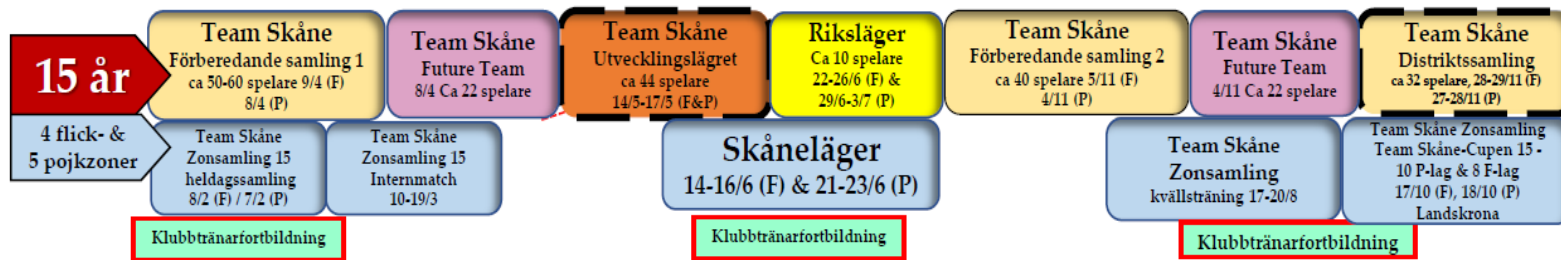 15 år
Team Skåne
Förberedande samling 1
ca 50-60 spelare 9/4 (F)
8/4 (P)
Team Skåne
Future Team
8/4 Ca 22 spelare
Team Skåne
Utvecklingslägret
ca 44 spelare
14/5-17/5 (F&P)
Riksläger
Ca 10 spelare
22-26/6 (F) &
29/6-3/7 (P)
Team Skåne
Förberedande samling 2
ca 40 spelare 5/11 (F)
4/11 (P)
Team Skåne
Future Team
4/11 Ca 22 spelare
Team Skåne
Distriktssamling
ca 32 spelare, 28-29/11 (F)
27-28/11 (P)
4 flick- &
5 pojkzoner
Team Skåne
Zonsamling 15
heldagssamling
8/2 (F) / 7/2 (P)
Team Skåne
Zonsamling 15
Internmatch
10-19/3
Skåneläger
14-16/6 (F) & 21-23/6 (P)
Team Skåne
Zonsamling
kvällsträning 17-20/8
Team Skåne Zonsamling
Team Skåne-Cupen 15 -
10 P-lag & 8 F-lag
17/10 (F), 18/10 (P)
Landskrona
Klubbtränarfortbildning
Klubbtränarfortbildning
Klubbtränarfortbildning